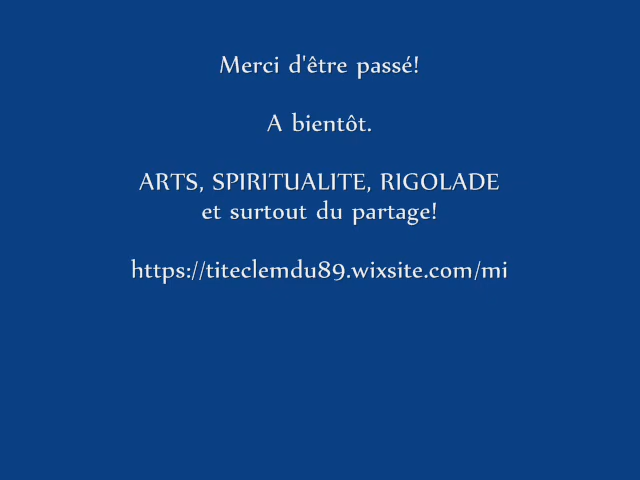 Merci d'être passé!
A bientôt.
ARTS, SPIRITUALITE, RIGOLADE
et surtout du partage!
https://titeclemdu89.wixsite.com/mi